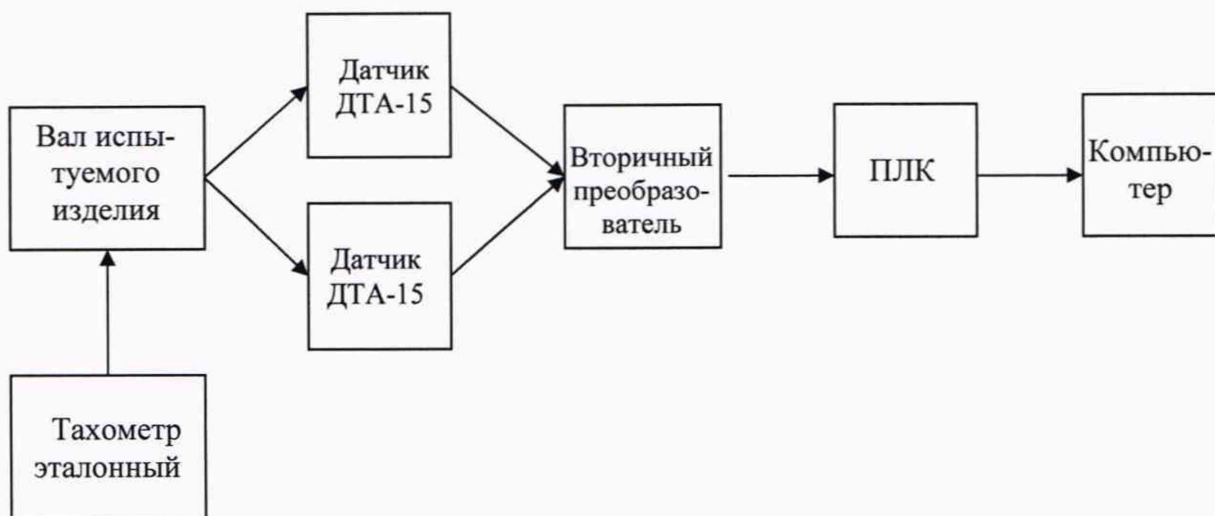 Датчик
ДТА-15
Вал испы-
туемого
изделия
Вторичный
преобразо-
ватель
ПЛК
Компью-
тер
Датчик
ДТА-15
Тахометр
эталонный